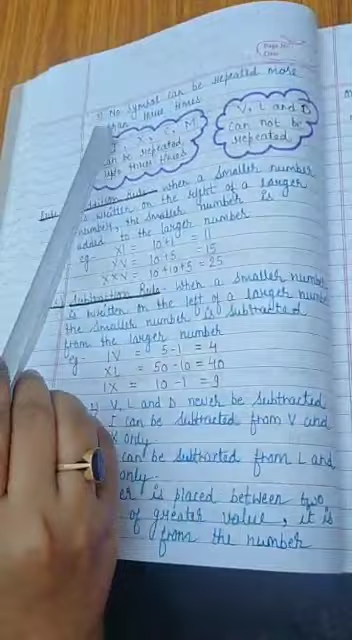 Page No.
Date
No symbol can be repeated more
than three times
I, X, C, M
can be repeated
upto three times
V, L and D
can not be
repeated
Addition Rule - When a smaller number
is written on the right of a larger
number, the smaller number is
added to the larger number
eg. XI = 10+1 = 11
XV = 10+5 = 15
XXV = 10+10+5 = 25
Subtraction Rule - When a smaller number
is written on the left of a larger number
the smaller number is subtracted
from the larger number
eg. IV = 5-1 = 4
XL = 50-10 = 40
IX = 10-1 = 9
V, L and D never be subtracted
I can be subtracted from V and
X only.
can be subtracted from L and
only.
er is placed between two
of greater value, it is
from the number